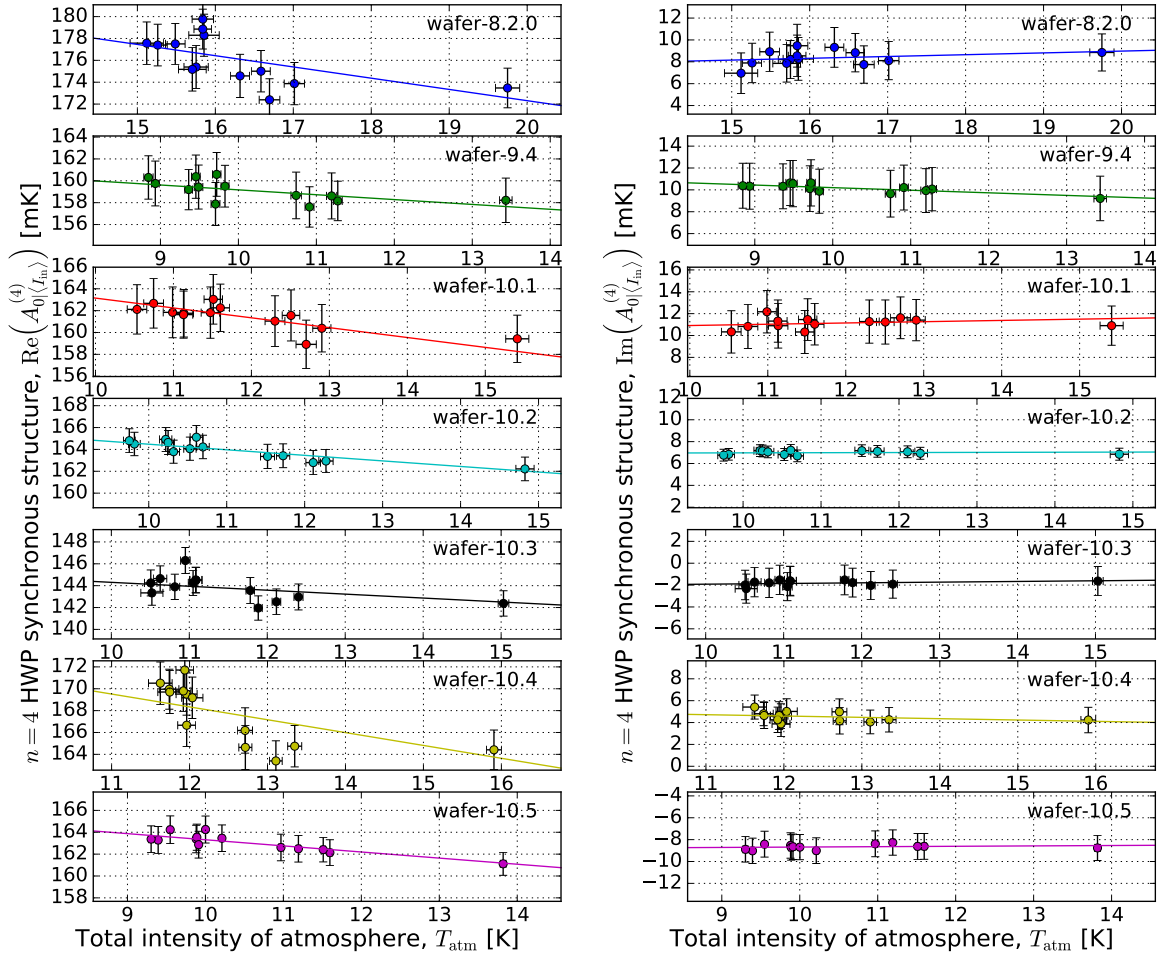 178
176
174
172
15 16 17 18 19 20
wafer-8.2.0
164
162
160
158
156
9 10 11 12 13 14
wafer-9.4
166
164
162
160
158
156
10 11 12 13 14 15
wafer-10.1
168
166
164
162
160
10 11 12 13 14 15
wafer-10.2
148
146
144
142
140
10 11 12 13 14 15
wafer-10.3
172
170
168
166
164
11 12 13 14 15 16
wafer-10.4
166
164
162
160
158
9 10 11 12 13 14
wafer-10.5
n = 4 HWP synchronous structure, Re(A_{0|⟨I_in⟩}^{(4)}) [mK]
Total intensity of atmosphere, T_atm [K]
12
10
8
6
4
15 16 17 18 19 20
wafer-8.2.0
14
12
10
8
6
9 10 11 12 13 14
wafer-9.4
16
14
12
10
8
10 11 12 13 14 15
wafer-10.1
12
10
8
6
4
2
10 11 12 13 14 15
wafer-10.2
2
0
−2
−4
−6
10 11 12 13 14 15
wafer-10.3
8
6
4
2
0
11 12 13 14 15 16
wafer-10.4
−4
−6
−8
−10
−12
9 10 11 12 13 14
wafer-10.5
n = 4 HWP synchronous structure, Im(A_{0|⟨I_in⟩}^{(4)}) [mK]
Total intensity of atmosphere, T_atm [K]